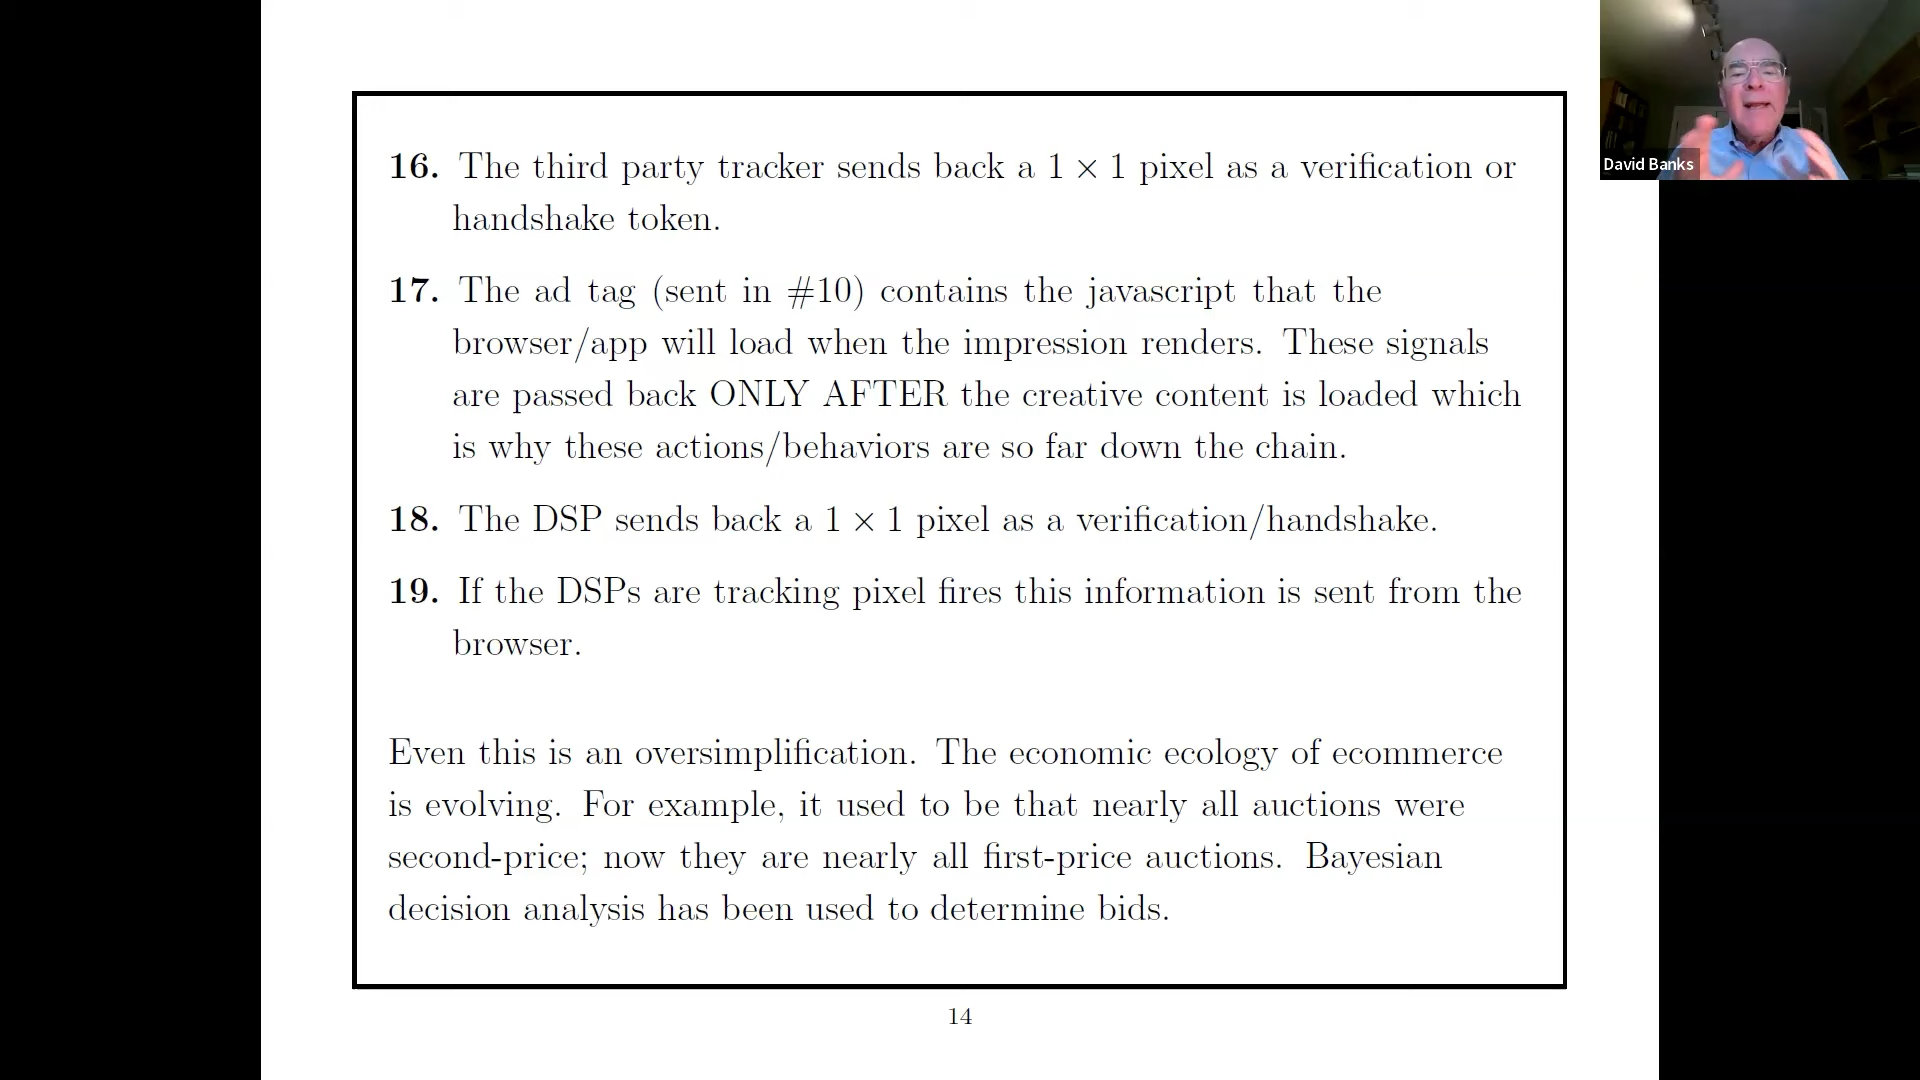 16. The third party tracker sends back a 1 × 1 pixel as a verification or
handshake token.
17. The ad tag (sent in #10) contains the javascript that the
browser/app will load when the impression renders. These signals
are passed back ONLY AFTER the creative content is loaded which
is why these actions/behaviors are so far down the chain.
18. The DSP sends back a 1 × 1 pixel as a verification/handshake.
19. If the DSPs are tracking pixel fires this information is sent from the
browser.
Even this is an oversimplification. The economic ecology of ecommerce
is evolving. For example, it used to be that nearly all auctions were
second-price; now they are nearly all first-price auctions. Bayesian
decision analysis has been used to determine bids.
14
David Banks